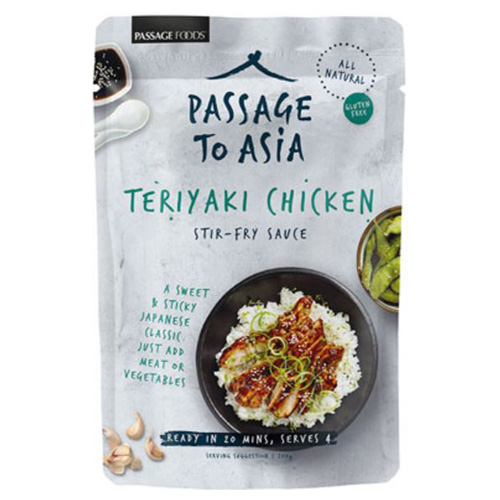 PASSAGE FOODS
ALL
NATURAL
GLUTEN
FREE
PASSAGE
TO ASIA
TERIYAKI CHICKEN
STIR-FRY SAUCE
A SWEET
& STICKY
JAPANESE
CLASSIC.
JUST ADD
MEAT OR
VEGETABLES
READY IN 20 MINS, SERVES 4
SERVING SUGGESTION | 200g